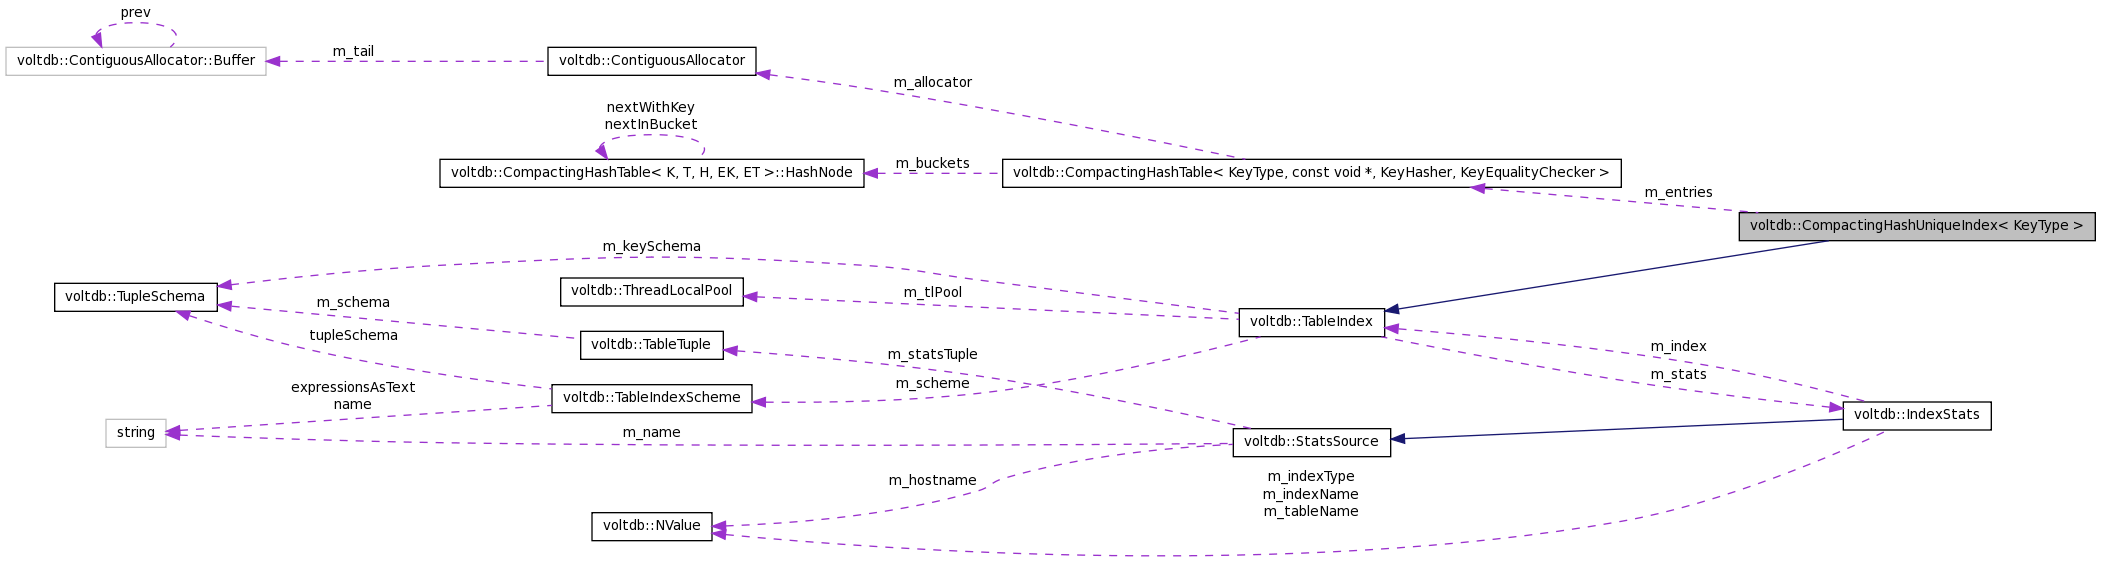 prev
voltdb::ContiguousAllocator::Buffer
m_tail
voltdb::ContiguousAllocator
m_allocator
nextWithKey
nextInBucket
voltdb::CompactingHashTable< K, T, H, EK, ET >::HashNode
m_buckets
voltdb::CompactingHashTable< KeyType, const void *, KeyHasher, KeyEqualityChecker >
m_entries
voltdb::CompactingHashUniqueIndex< KeyType >
m_keySchema
voltdb::TupleSchema
voltdb::ThreadLocalPool
m_tlPool
m_schema
voltdb::TableIndex
tupleSchema
voltdb::TableTuple
m_statsTuple
m_index
m_stats
expressionsAsText
name
voltdb::TableIndexScheme
m_scheme
voltdb::IndexStats
string
m_name
voltdb::StatsSource
m_hostname
m_indexType
m_indexName
m_tableName
voltdb::NValue